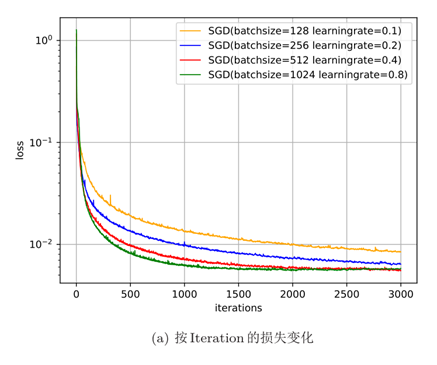 SGD(batchsize=128 learningrate=0.1)
SGD(batchsize=256 learningrate=0.2)
SGD(batchsize=512 learningrate=0.4)
SGD(batchsize=1024 learningrate=0.8)
10⁰
10⁻¹
10⁻²
loss
0 500 1000 1500 2000 2500 3000
iterations
(a) 按 Iteration 的损失变化